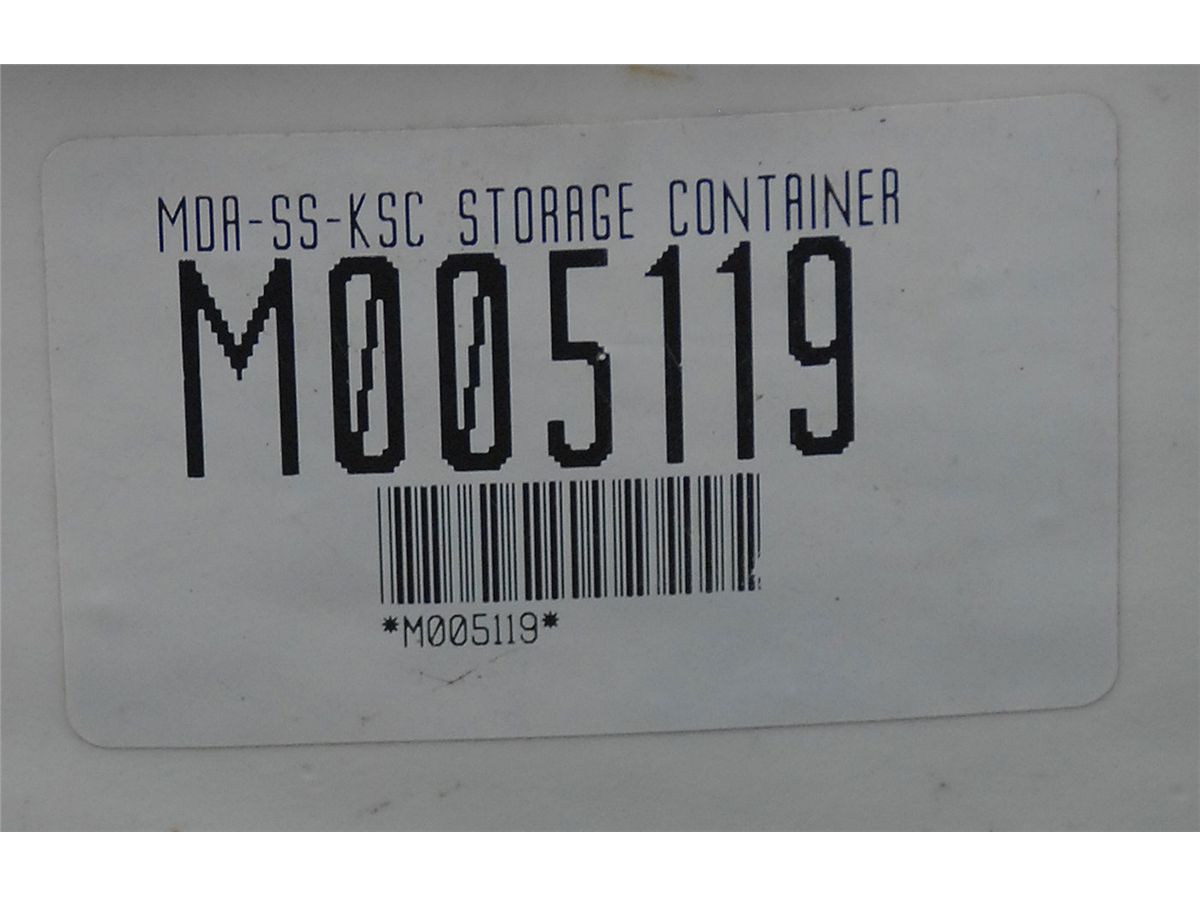 MDA-SS-KSC STORAGE CONTAINER
M005119
*M005119*